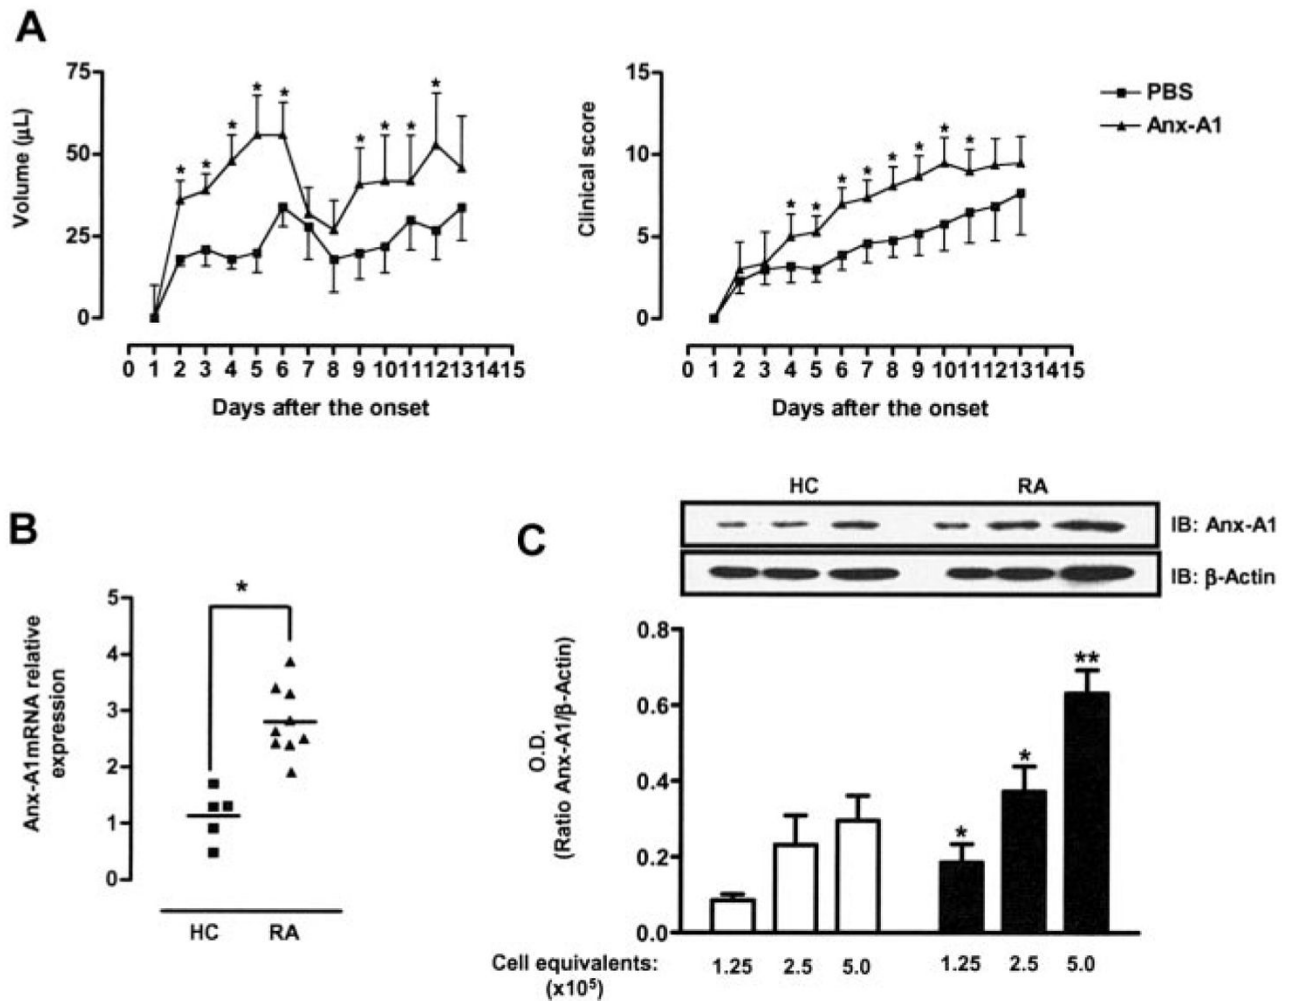 A
Volume (µL)
75
50
25
0
* * * * * * * * *
0 1 2 3 4 5 6 7 8 9 10 11 12 13 14 15
Days after the onset
Clinical score
15
10
5
0
* * * * * * * *
0 1 2 3 4 5 6 7 8 9 10 11 12 13 14 15
Days after the onset
PBS
Anx-A1
B
Anx-A1mRNA relative
expression
5
4
3
2
1
0
*
HC RA
C
HC RA
IB: Anx-A1
IB: β-Actin
O.D.
(Ratio Anx-A1/β-Actin)
0.8
0.6
0.4
0.2
0.0
* * **
Cell equivalents: 1.25 2.5 5.0 1.25 2.5 5.0
(x10⁵)